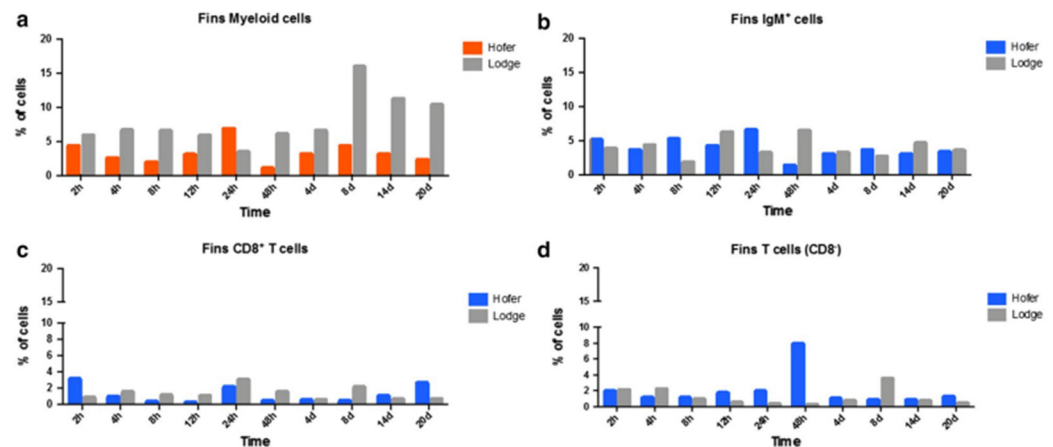 a
Fins Myeloid cells
20
15
10
5
0
% of cells
2h 4h 8h 12h 24h 48h 4d 8d 14d 20d
Time
Hofer
Lodge
b
Fins IgM⁺ cells
20
15
10
5
0
% of cells
2h 4h 8h 12h 24h 48h 4d 8d 14d 20d
Time
Hofer
Lodge
c
Fins CD8⁺ T cells
20
15
10
8
6
4
2
0
% of cells
2h 4h 8h 12h 24h 48h 4d 8d 14d 20d
Time
Hofer
Lodge
d
Fins T cells (CD8⁻)
20
15
10
8
6
4
2
0
% of cells
2h 4h 8h 12h 24h 48h 4d 8d 14d 20d
Time
Hofer
Lodge